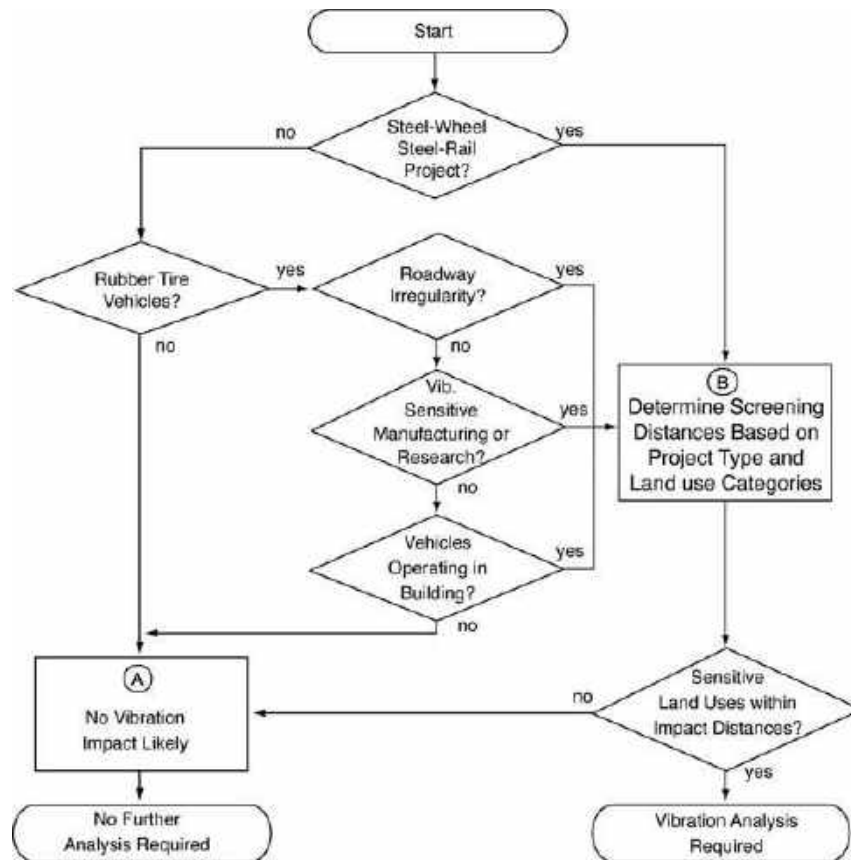 Start
no
Steel-Wheel
Steel-Rail
Project?
yes
Rubber Tire
Vehicles?
yes
no
Roadway
Irregularity?
yes
no
Vib.
Sensitive
Manufacturing or
Research?
yes
no
Vehicles
Operating in
Building?
yes
no
B
Determine Screening
Distances Based on
Project Type and
Land use Categories
A
No Vibration
Impact Likely
no
Sensitive
Land Uses within
Impact Distances?
yes
No Further
Analysis Required
Vibration Analysis
Required